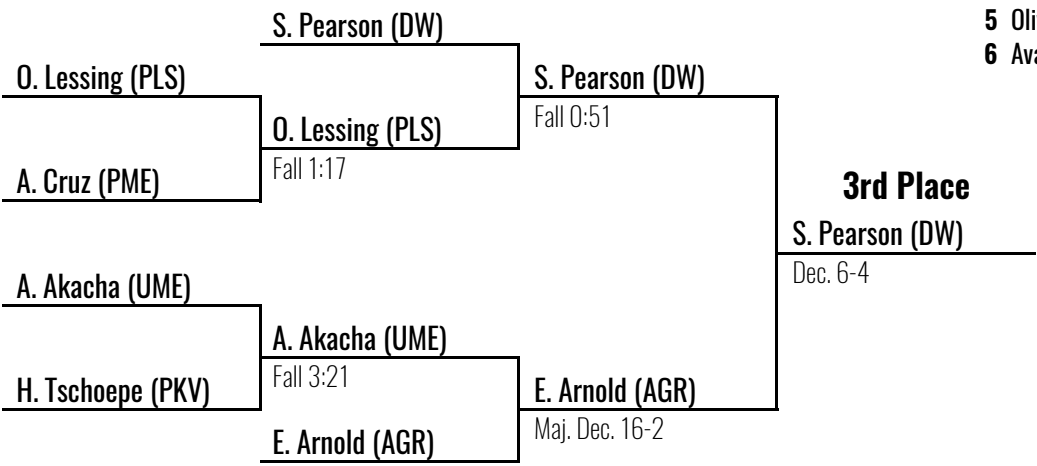 S. Pearson (DW)
O. Lessing (PLS)
S. Pearson (DW)
Fall 0:51
O. Lessing (PLS)
Fall 1:17
A. Cruz (PME)
3rd Place
S. Pearson (DW)
Dec. 6-4
A. Akacha (UME)
A. Akacha (UME)
Fall 3:21
H. Tschoepe (PKV)
E. Arnold (AGR)
Maj. Dec. 16-2
E. Arnold (AGR)
5
6